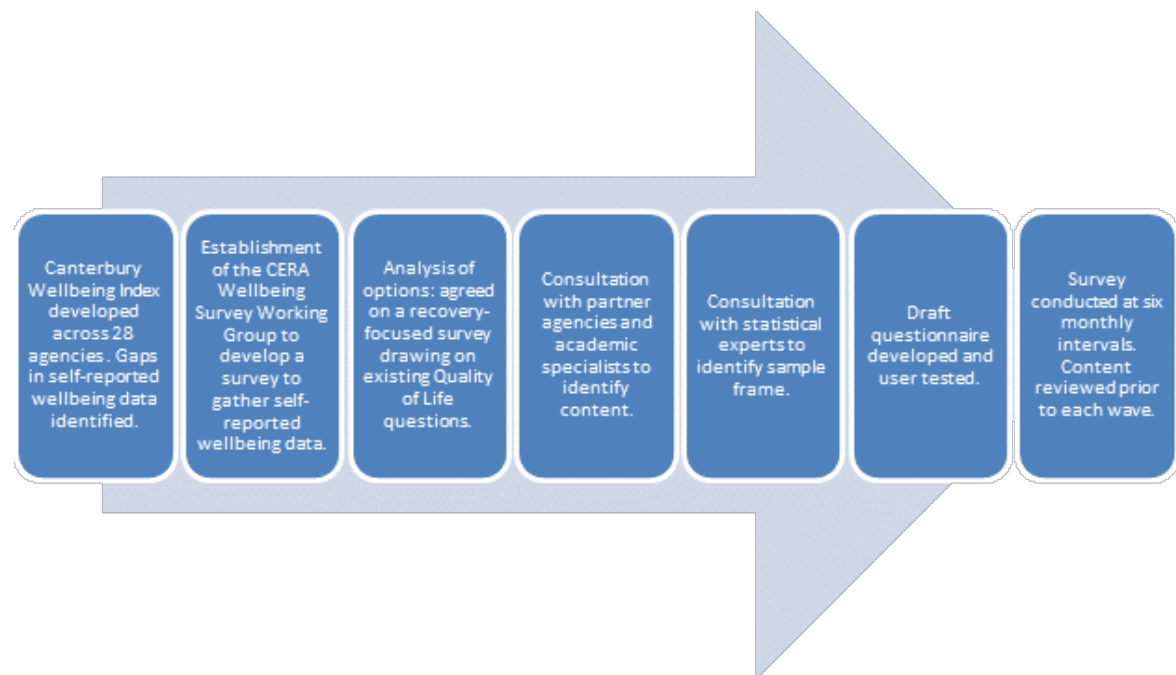 Canterbury
Wellbeing Index
developed
across 28
agencies. Gaps
in self-reported
wellbeing data
identified.
Establishment
of the CERA
Wellbeing
Survey Working
Group to
develop a
survey to
gather self-
reported
wellbeing data.
Analysis of
options: agreed
on a recovery-
focused survey
drawing on
existing Quality
of Life
questions.
Consultation
with partner
agencies and
academic
specialists to
identify
content.
Consultation
with statistical
experts to
identify sample
frame.
Draft
questionnaire
developed and
user tested.
Survey
conducted at six
monthly
intervals.
Content
reviewed prior
to each wave.